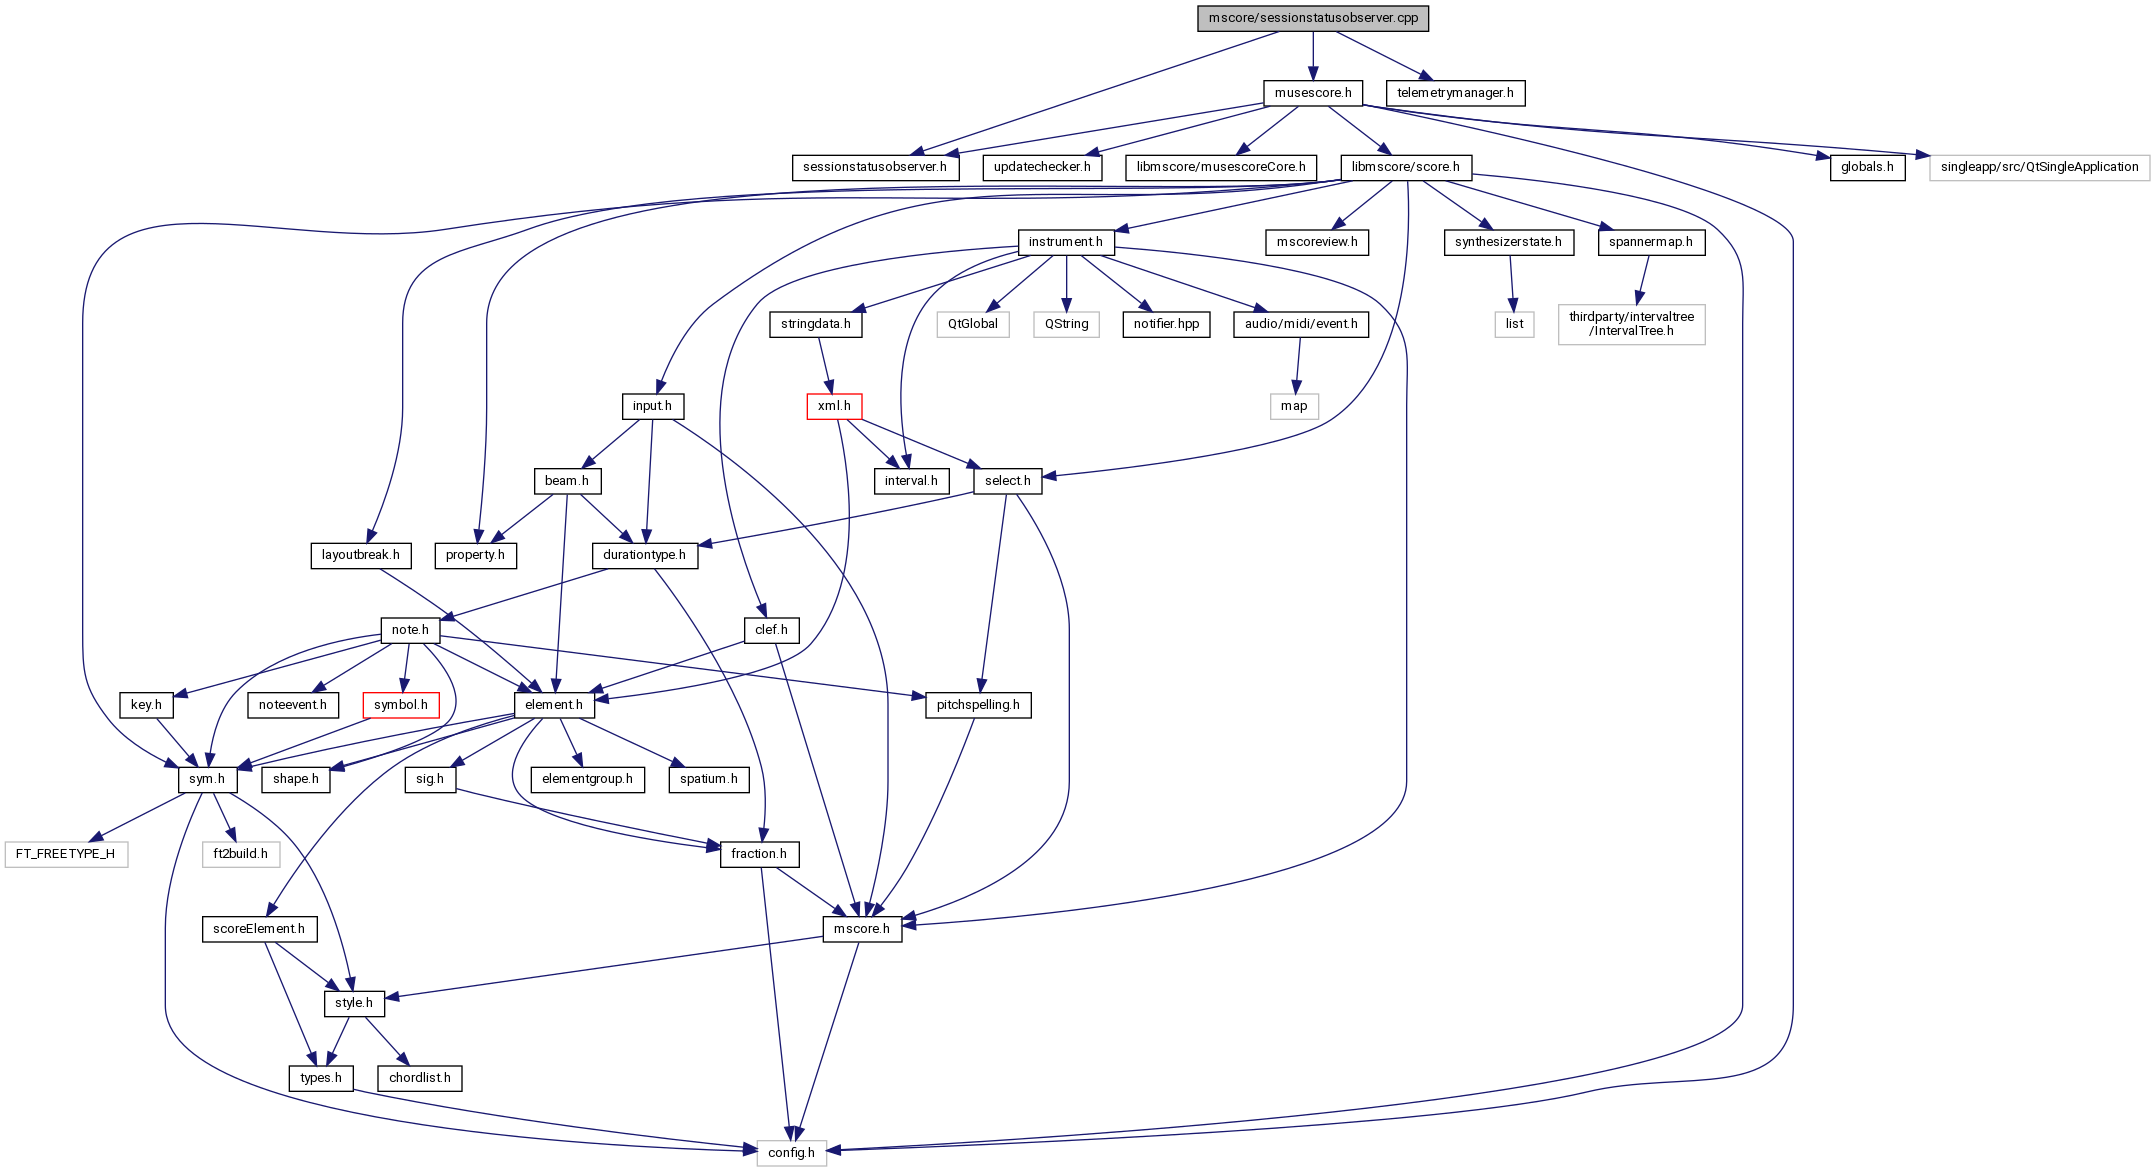 mscore/sessionstatusobserver.cpp
musescore.h
telemetrymanager.h
sessionstatusobserver.h
updatechecker.h
libmscore/musescoreCore.h
libmscore/score.h
globals.h
singleapp/src/QtSingleApplication
instrument.h
mscoreview.h
synthesizerstate.h
spannermap.h
stringdata.h
QtGlobal
QString
notifier.hpp
audio/midi/event.h
list
thirdparty/intervaltree
/IntervalTree.h
input.h
xml.h
map
beam.h
interval.h
select.h
layoutbreak.h
property.h
durationtype.h
note.h
clef.h
key.h
noteevent.h
symbol.h
element.h
pitchspelling.h
sym.h
shape.h
sig.h
elementgroup.h
spatium.h
FT_FREETYPE_H
ft2build.h
fraction.h
scoreElement.h
mscore.h
style.h
types.h
chordlist.h
config.h